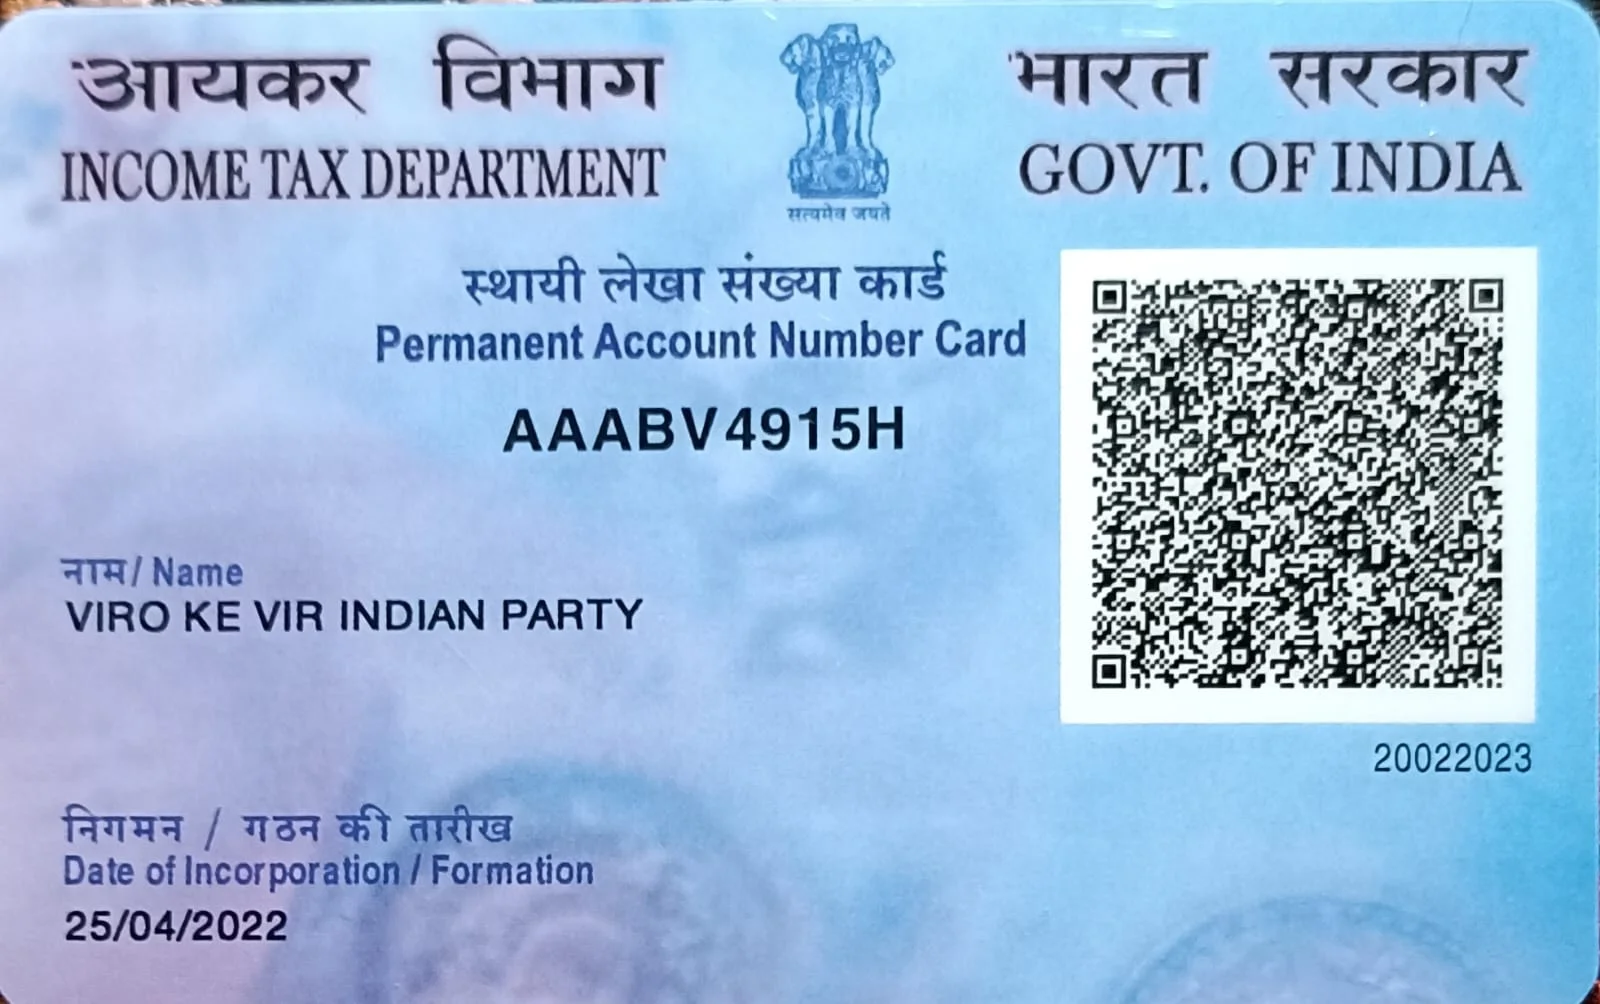 आयकर विभाग
INCOME TAX DEPARTMENT
सत्यमेव जयते
भारत सरकार
GOVT. OF INDIA
स्थायी लेखा संख्या कार्ड
Permanent Account Number Card
AAABV4915H
नाम/ Name
VIRO KE VIR INDIAN PARTY
20022023
निगमन / गठन की तारीख
Date of Incorporation / Formation
25/04/2022